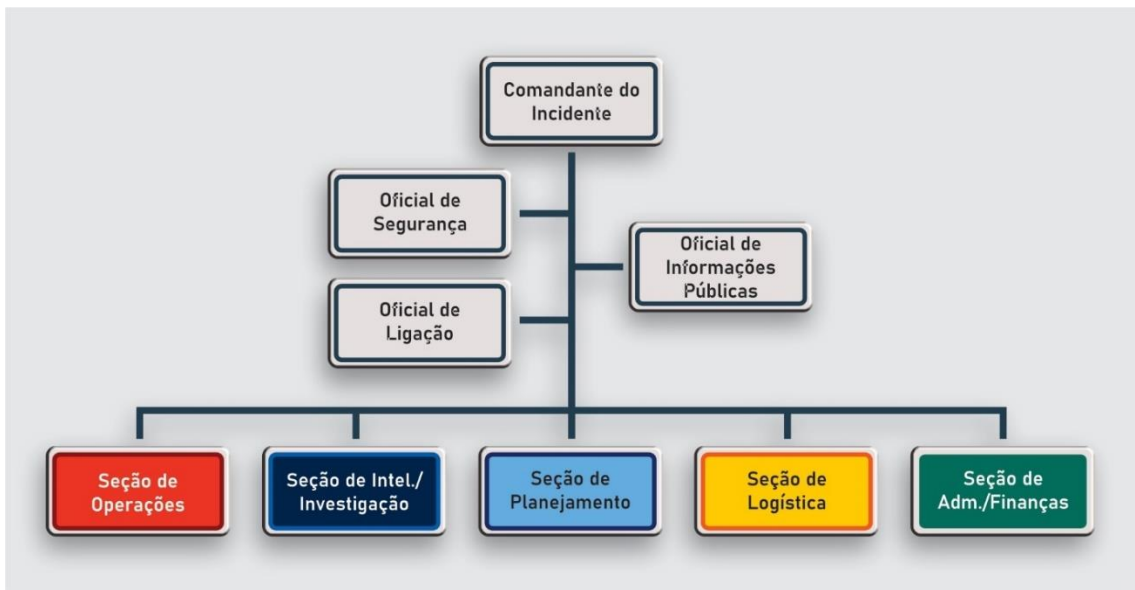 Comandante do
Incidente
Oficial de
Segurança
Oficial de
Informações
Públicas
Oficial de
Ligação
Seção de
Operações
Seção de Intel./
Investigação
Seção de
Planejamento
Seção de
Logística
Seção de
Adm./Finanças